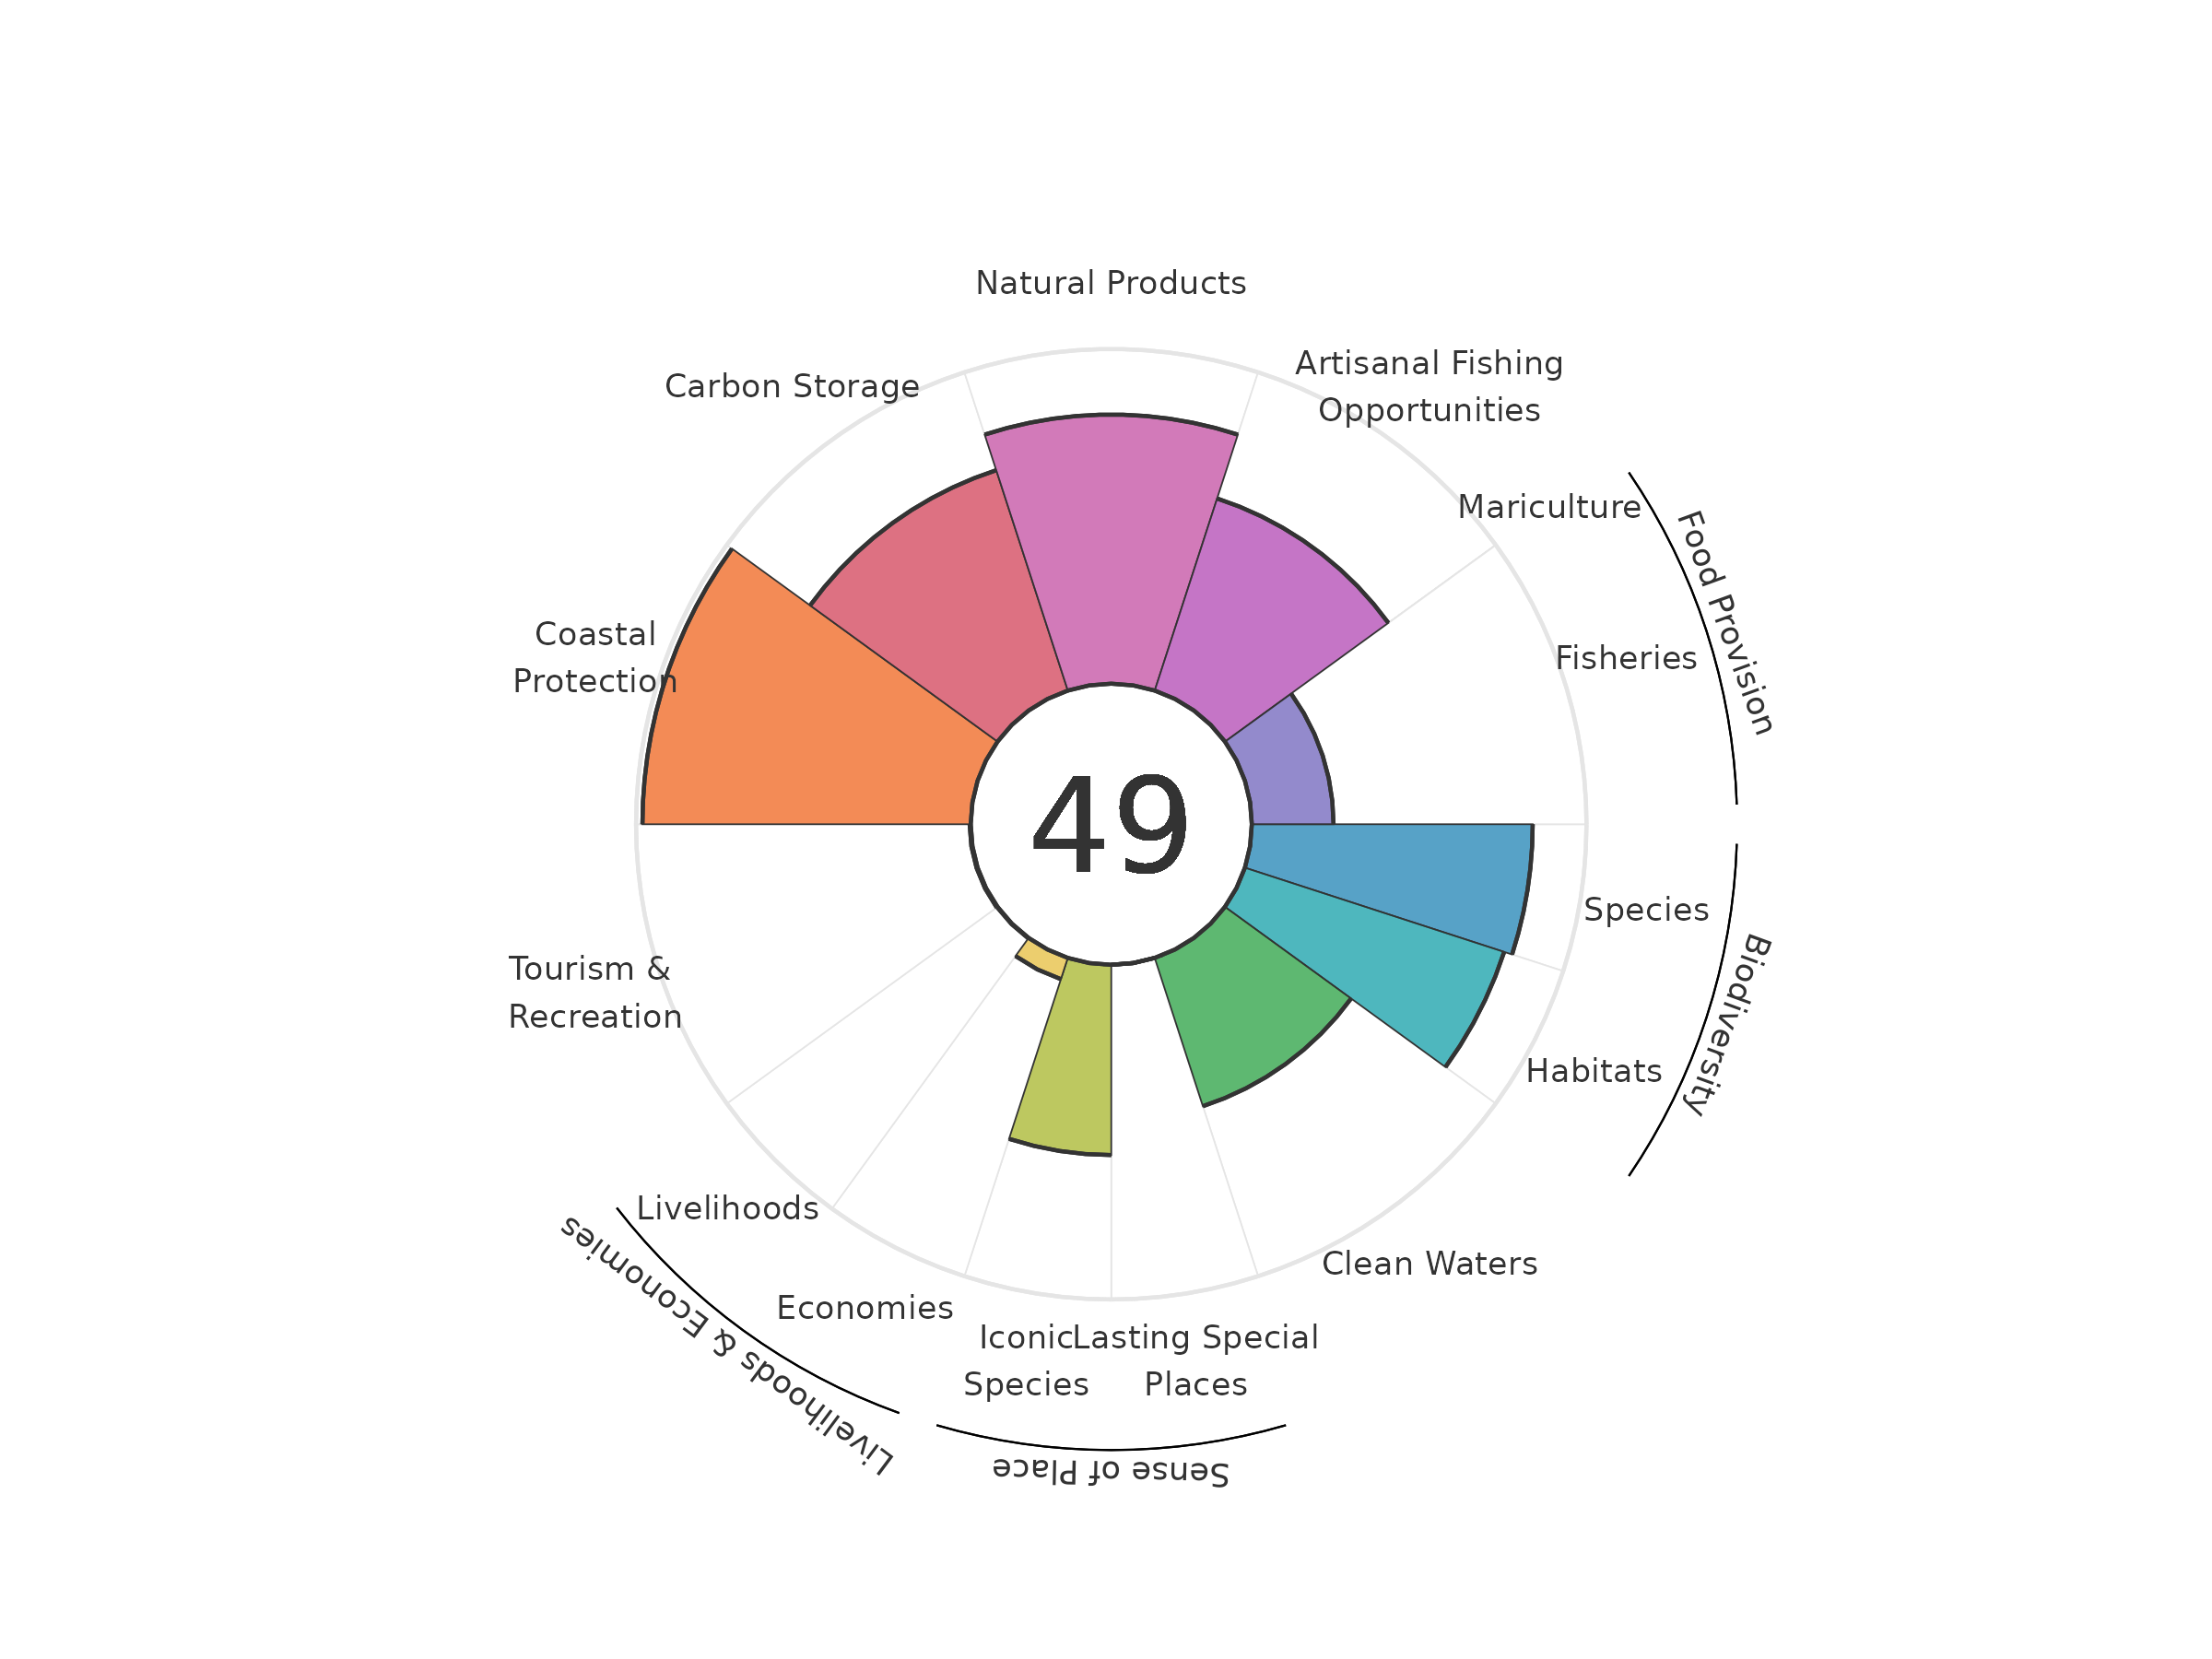 Natural Products
Artisanal Fishing
Opportunities
Carbon Storage
Mariculture
Food Provision
Fisheries
Coastal
Protection
49
Species
Biodiversity
Tourism &
Recreation
Habitats
Livelihoods
Clean Waters
Economies
Livelihoods & Economies
Iconic
Species
Lasting Special
Places
Sense of Place